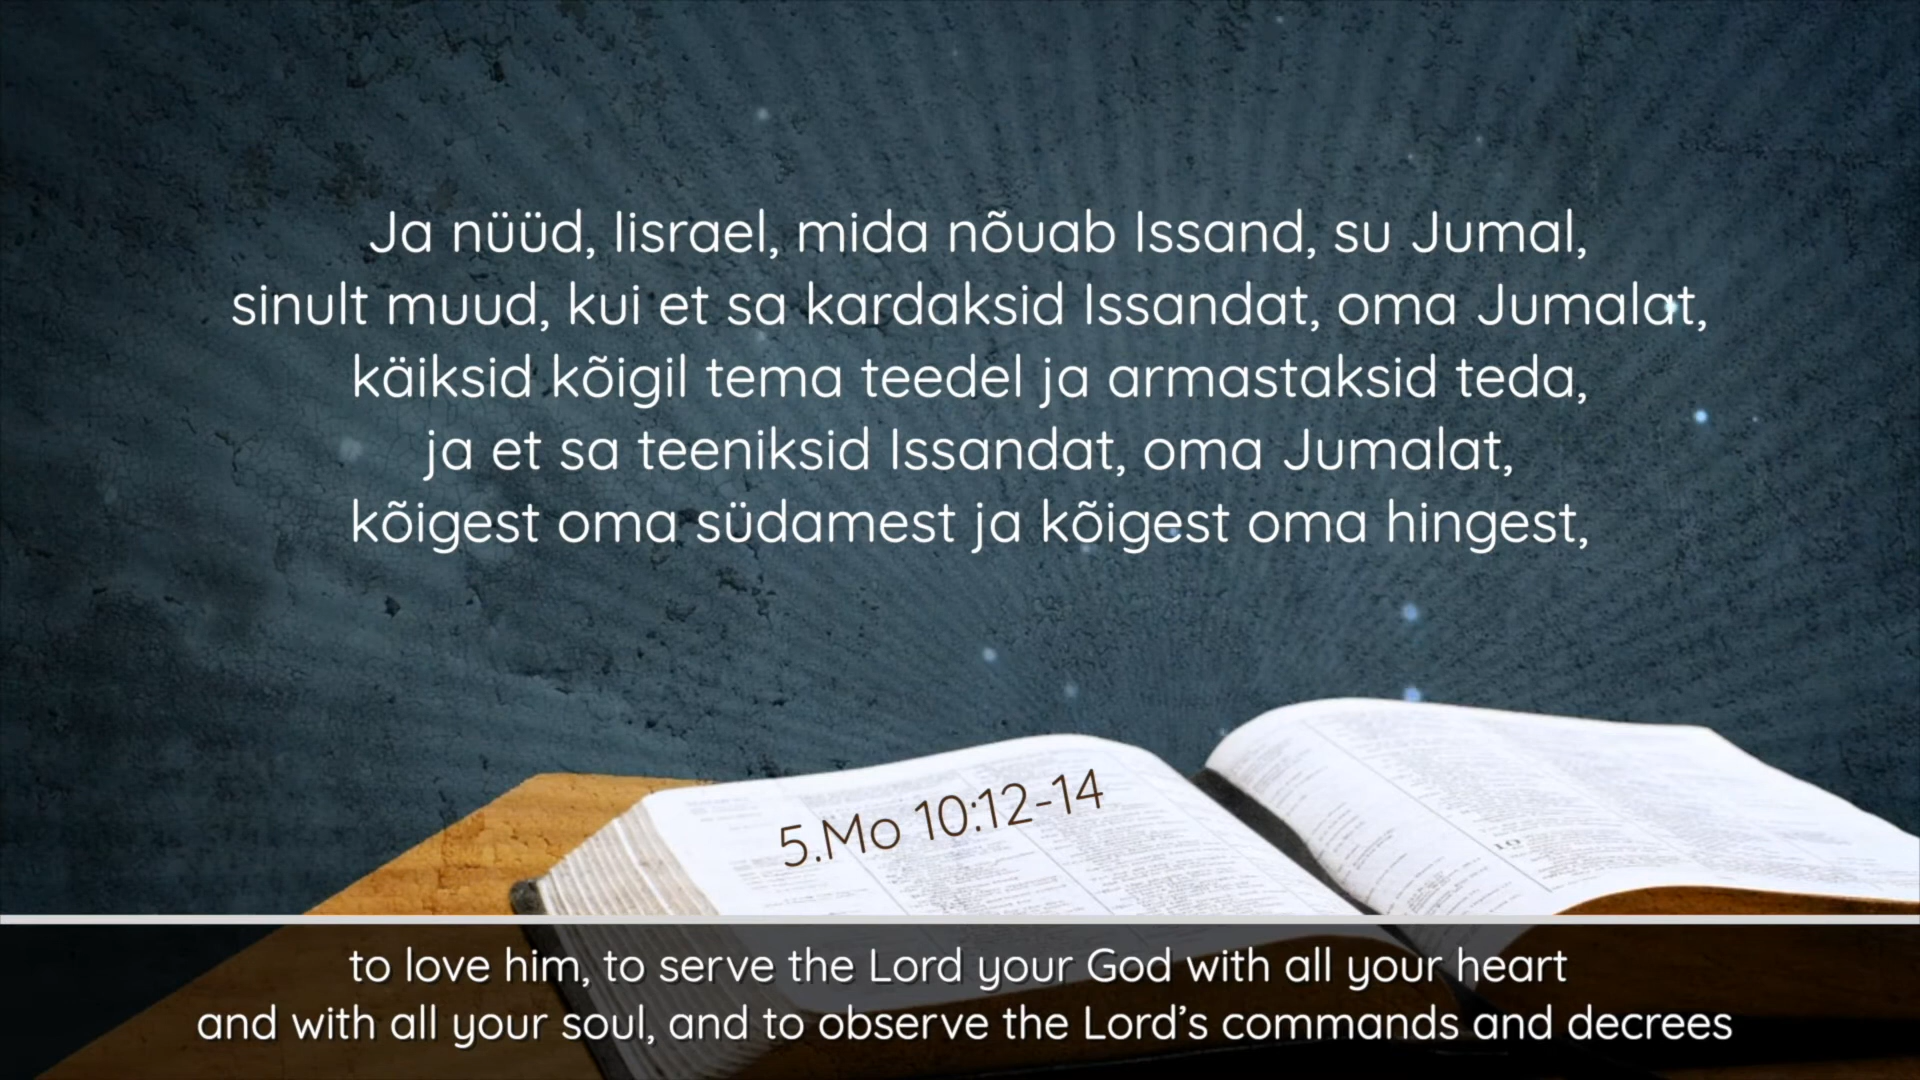 Ja nüüd, Iisrael, mida nõuab Issand, su Jumal,
sinult muud, kui et sa kardaksid Issandat, oma Jumalat,
käiksid kõigil tema teedel ja armastaksid teda,
ja et sa teeniksid Issandat, oma Jumalat,
kõigest oma südamest ja kõigest oma hingest,
5.Mo 10:12-14
to love him, to serve the Lord your God with all your heart
and with all your soul, and to observe the Lord’s commands and decrees